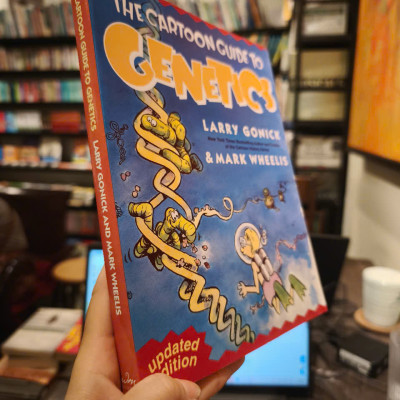 THE CARTOON GUIDE TO
GENETICS
LARRY GONICK
& MARK WHEELIS
updated
edition
CARTOON GUIDE TO GENETICS
LARRY GONICK AND MARK WHEELIS